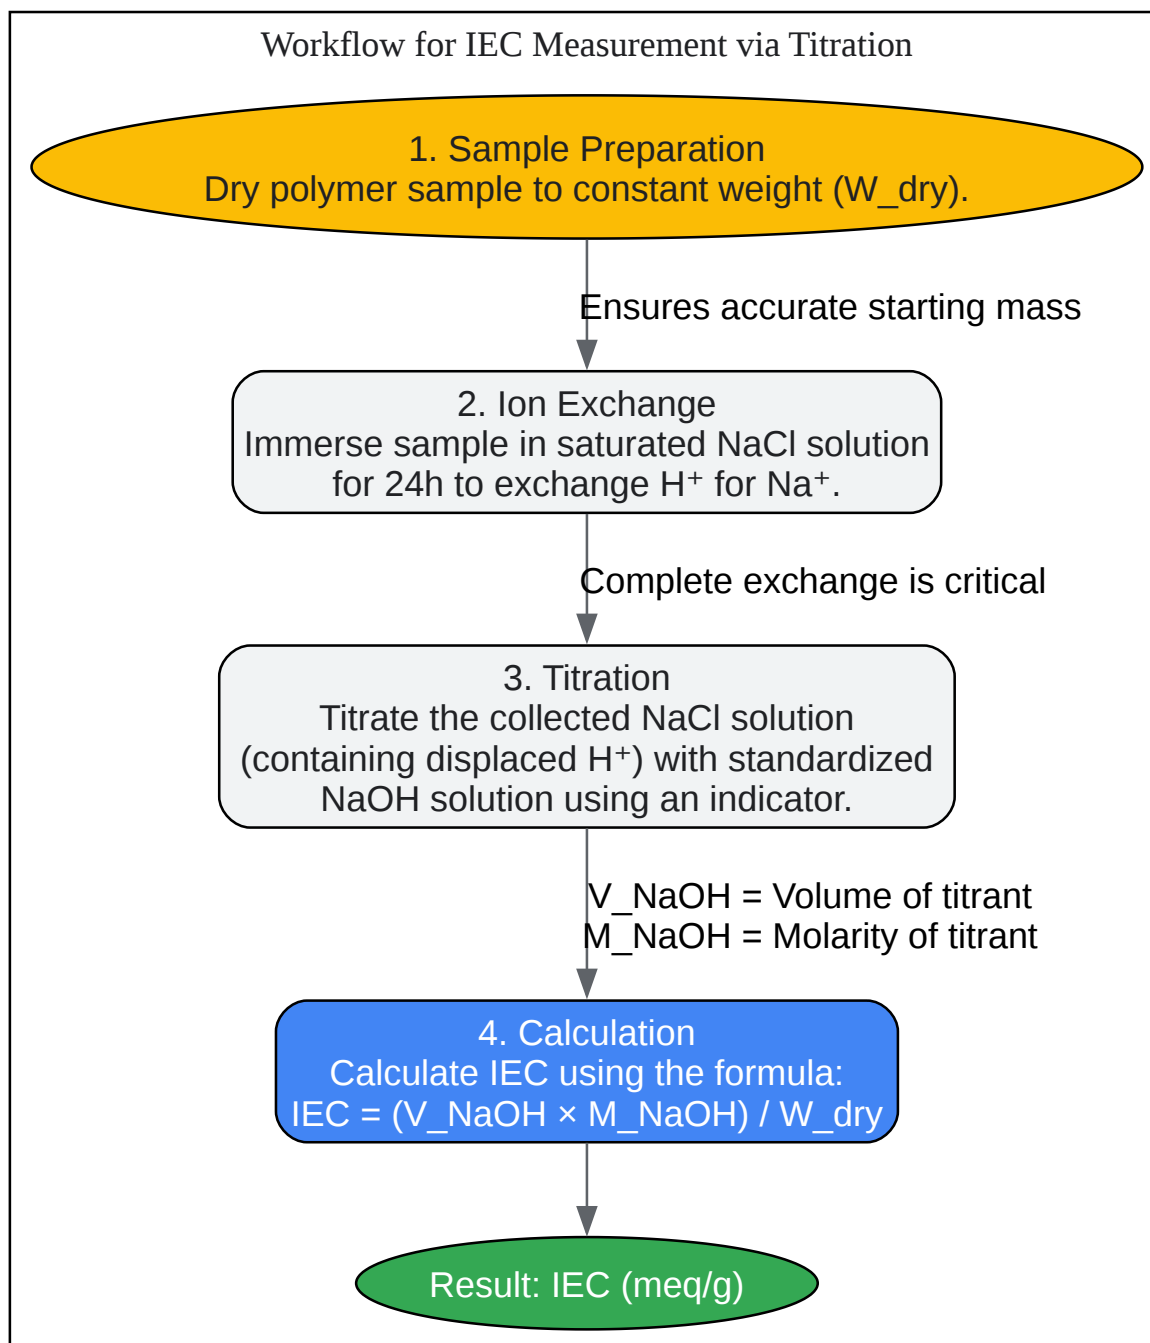 Workflow for IEC Measurement via Titration
1. Sample Preparation
Dry polymer sample to constant weight (W_dry).
Ensures accurate starting mass
2. Ion Exchange
Immerse sample in saturated NaCl solution
for 24h to exchange H⁺ for Na⁺.
Complete exchange is critical
3. Titration
Titrate the collected NaCl solution
(containing displaced H⁺) with standardized
NaOH solution using an indicator.
V_NaOH = Volume of titrant
M_NaOH = Molarity of titrant
4. Calculation
Calculate IEC using the formula:
IEC = (V_NaOH × M_NaOH) / W_dry
Result: IEC (meq/g)